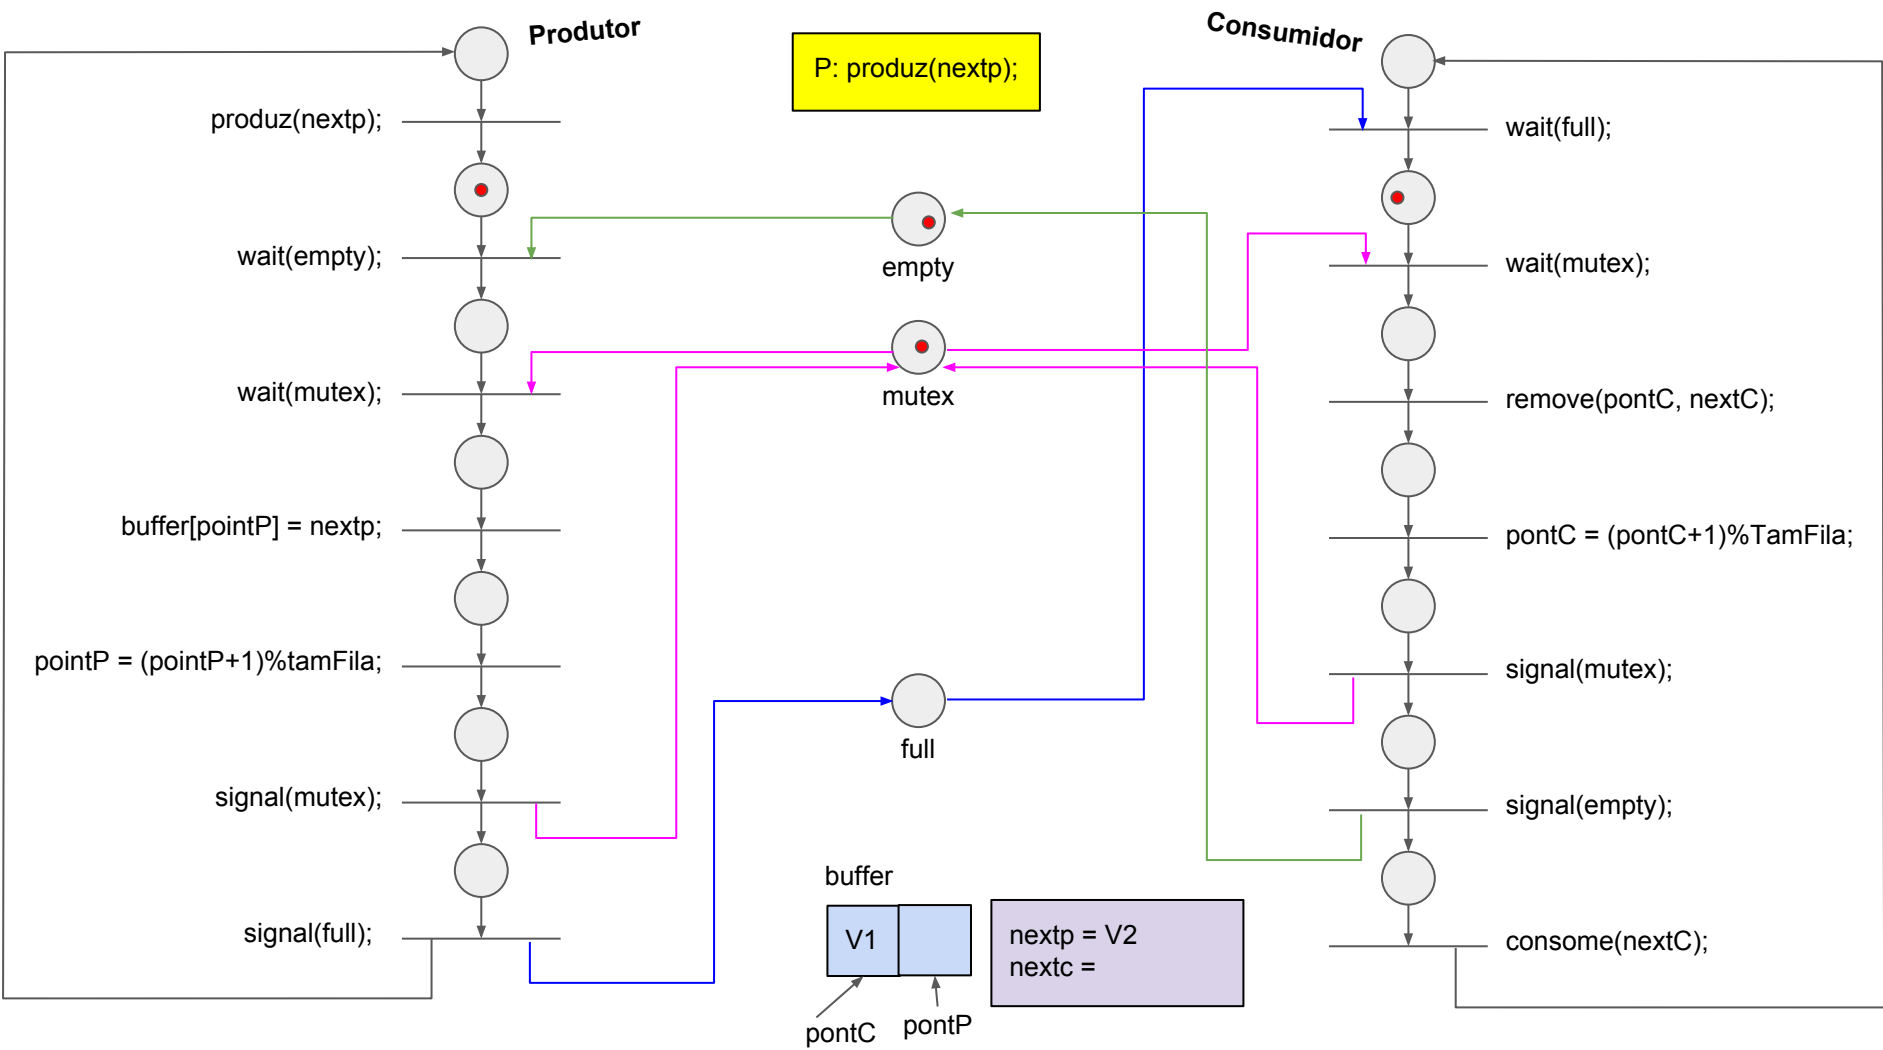 Produtor
Consumidor
P: produz(nextp);
produz(nextp);
wait(empty);
wait(mutex);
buffer[pointP] = nextp;
pointP = (pointP+1)%tamFila;
signal(mutex);
signal(full);
empty
mutex
full
wait(full);
wait(mutex);
remove(pontC, nextC);
pontC = (pontC+1)%TamFila;
signal(mutex);
signal(empty);
consome(nextC);
buffer
V1
pontC
pontP
nextp = V2
nextc =